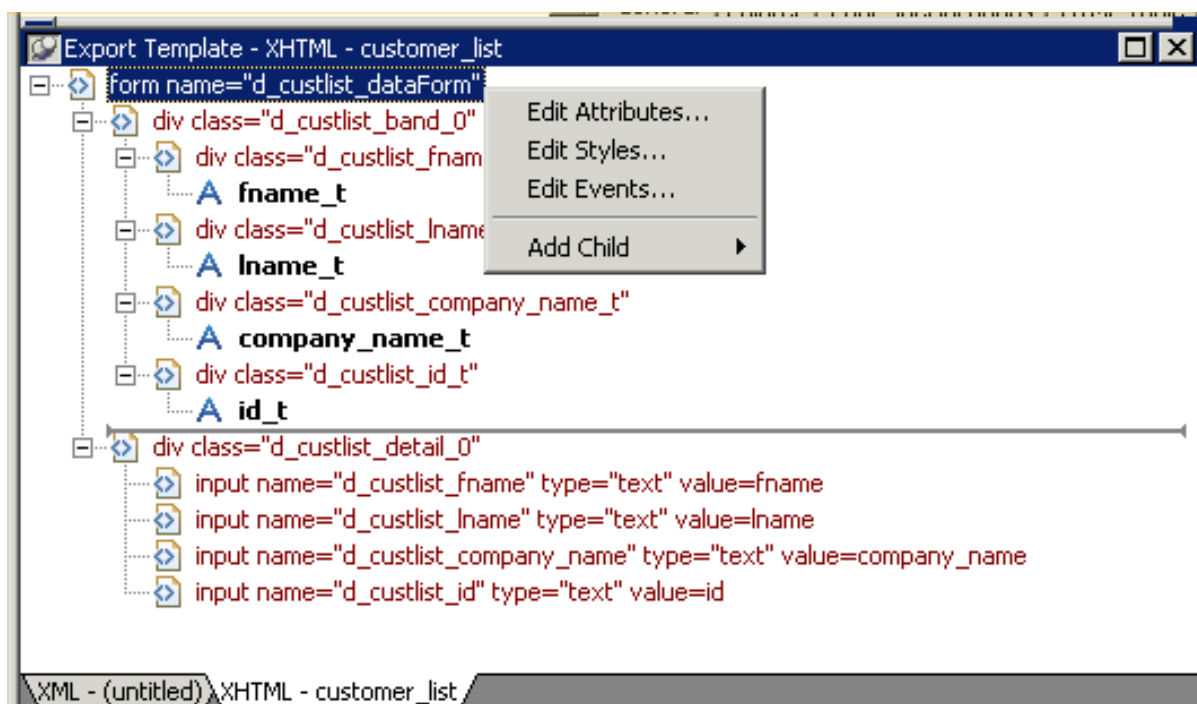 Export Template - XHTML - customer_list
form name="d_custlist_dataForm"
Edit Attributes...
div class="d_custlist_band_0"
Edit Styles...
div class="d_custlist_fnam
Edit Events...
fname_t
div class="d_custlist_lname
Add Child
lname_t
div class="d_custlist_company_name_t"
company_name_t
div class="d_custlist_id_t"
id_t
div class="d_custlist_detail_0"
input name="d_custlist_fname" type="text" value=fname
input name="d_custlist_lname" type="text" value=lname
input name="d_custlist_company_name" type="text" value=company_name
input name="d_custlist_id" type="text" value=id
XML - (untitled) XHTML - customer_list